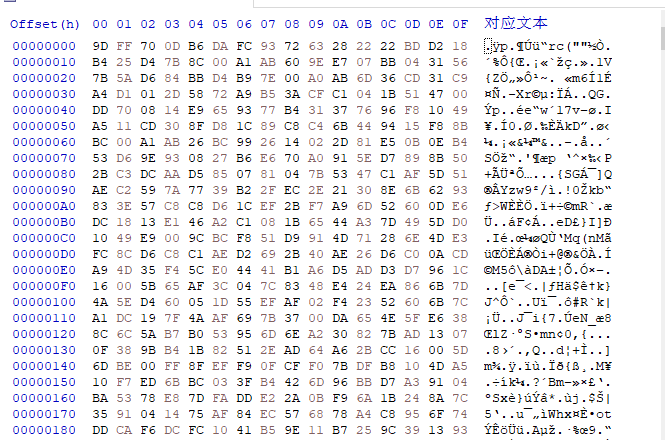 Offset(h) 00 01 02 03 04 05 06 07 08 09 0A 0B 0C 0D 0E 0F 对应文本
00000000 9D FF 70 0D B6 DA FC 93 72 63 28 22 22 BD D2 18 .ÿp.¶Úü“rc(""½Ò.
00000010 B4 25 D4 7B 8C 00 A1 AB 60 9E E7 07 BB 04 31 56 ´%Ô{Œ.¡«`žç.».1V
00000020 7B 5A D6 84 BB D4 B9 7E 00 A0 AB 6D 36 CD 31 C9 {ZÖ„»Ô¹~. «m6Í1É
00000030 A4 D1 01 2D 58 72 A9 B5 3A CF C1 04 1B 51 47 ¤Ñ.-Xr©µ:ÏÁ..QG.
00000040 DD 70 08 14 E9 65 93 77 B4 31 37 76 96 F8 10 49 Ýp..ée“w´17v–ø.I
00000050 A5 11 CD 30 8F D8 1C 89 C8 C4 6B 44 94 15 F8 8B ¥.Í0.Ø.‰ÈÄkD”.ø‹
00000060 BC 00 A1 AB 26 BC 99 26 14 02 2D 81 E5 0B 0E B4 ¼.¡«&¼™&..-.å..´
00000070 53 D6 9E 93 08 27 B6 E6 70 A0 91 5E D7 89 8B 50 SÖž“.'¶æp ‘^×‰‹P
00000080 2B C3 DC AA D5 85 07 81 04 7B 53 47 C1 AF 5D 51 +ÃÜªÕ….‌..{SGÁ¯]Q
00000090 AE C2 59 7A 77 39 B2 2F EC 2E 21 30 8E 6B 62 93 ®ÂYzw9²/ì.!0Žkb“
000000A0 83 3E 57 C8 C8 D6 1C EF 2B F7 A9 6D 52 60 00 E6 ƒ>WÈÈÖ.ï+÷©mR`.æ
000000B0 DC 18 13 E1 46 A2 C1 08 1B 65 44 A3 7D 49 5D D0 Ü..áF¢Á..eD£}I]Ð
000000C0 10 49 E9 00 9C BC F8 51 D9 91 4D 71 28 6E 4D E3 .Ié.œ¼øQÙ‘Mq(nMã
000000D0 FC 8C D6 C8 C1 AE D2 69 2B 40 AE 26 D6 C0 0A CD üŒÖÈÁ®Òi+@®&ÖÀ.Í
000000E0 A9 4D 35 F4 5C E0 44 41 B1 A6 D5 AD D3 D7 96 1C ©M5ô\àDA±¦Õ.Ó×–.
000000F0 16 00 5B 65 AF 3C 04 7C 83 48 E4 24 EA 86 6B 7D ..[e¯<.|ƒHä$ê†k}
00000100 4A 5E D4 60 05 1D 55 EF AF 02 F4 23 52 60 6B 7C J^Ô`..Uï¯.ô#R`k|
00000110 A1 DC 19 7F 4A AF 69 7B 37 00 DA 65 4E 5F E6 38 ¡Ü..J¯i{7.ÚeN_æ8
00000120 8C 6C 5A B7 B0 53 95 6D 6E A2 30 82 7B AD 13 07 ŒlZ·°S•mn¢0‚{...
00000130 0F 38 9B B4 1B 82 51 2E AD 64 A6 2B CC 16 00 5D .8›´.‚Q..d¦+Ì..]
00000140 6D BE 00 FF 8F EF F9 0F CF F0 7B DF B8 10 4D A5 m¾.ÿ.ïù.Ïð{ß¸.M¥
00000150 10 F7 ED 6B BC 03 3F B4 42 6D 96 BB D7 A3 91 04 .÷ík¼.?´Bm–»×£‘.
00000160 BA 53 78 E8 7D FA DD E2 2A 0B F9 6A 1B 24 8A 7C
00000170 35 91 04 14 75 AF 84 EC 57 68 78 A4 C8 95 6F 74 5‘..u¯„ìWhx¤È•ot
00000180 DD CA F6 DC FC 10 41 B5 9E 11 B7 25 9C 39 13 93 ÝÊöÜü.Aµž.·%œ9.“